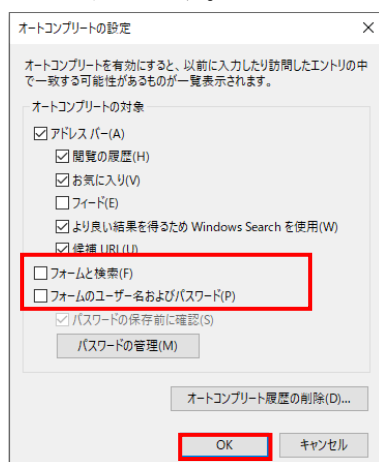 オートコンプリートの設定
オートコンプリートを有効にすると、以前に入力したり訪問したエントリの中
で一致する可能性があるものが一覧表示されます。
オートコンプリートの対象
アドレス バー(A)
閲覧の履歴(H)
お気に入り(V)
フィード(E)
より良い結果を得るため Windows Search を使用(W)
候補 URL(U)
フォームと検索(F)
フォームのユーザー名およびパスワード(P)
パスワードの保存前に確認(S)
パスワードの管理(M)
オートコンプリート履歴の削除(D)...
OK
キャンセル